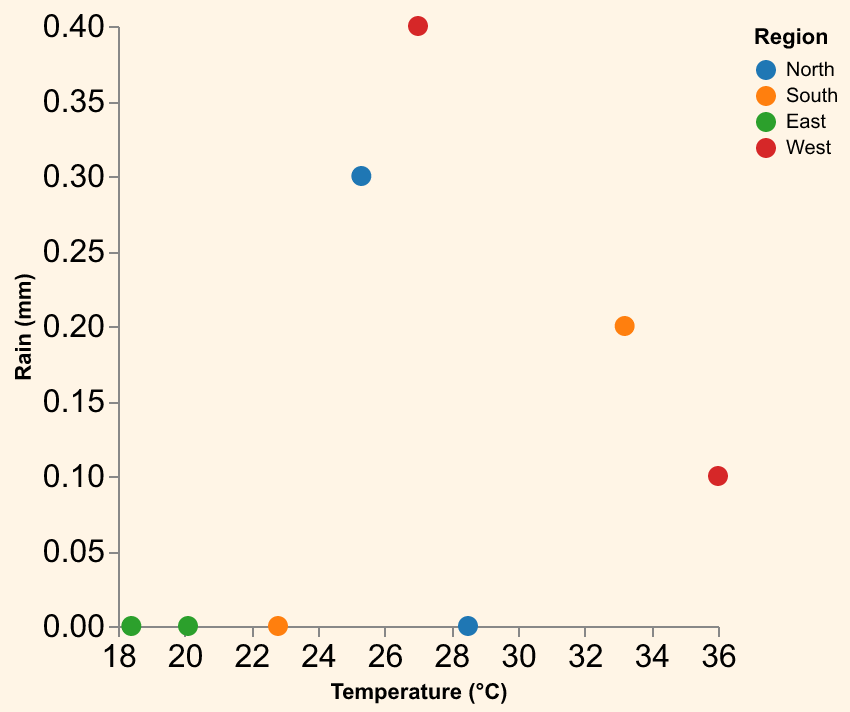 0.40
0.35
0.30
0.25
0.20
0.15
0.10
0.05
0.00
Rain (mm)
18 20 22 24 26 28 30 32 34 36
Temperature (°C)
Region
North
South
East
West